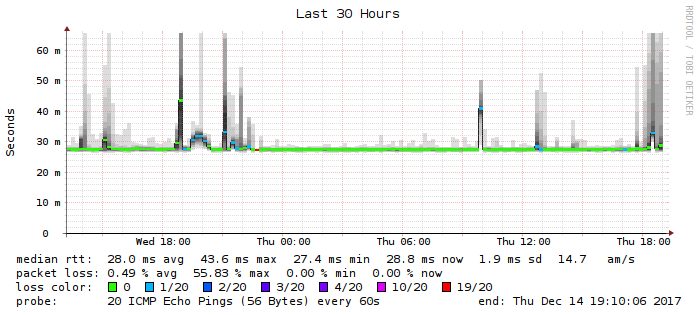 Last 30 Hours
RRDTOOL / TOBI OETIKER
Seconds
60 m
50 m
40 m
30 m
20 m
10 m
0
Wed 18:00 Thu 00:00 Thu 06:00 Thu 12:00 Thu 18:00
median rtt: 28.0 ms avg 43.6 ms max 27.4 ms min 28.8 ms now 1.9 ms sd 14.7 am/s
packet loss: 0.49 % avg 55.83 % max 0.00 % min 0.00 % now
loss color: 0 1/20 2/20 3/20 4/20 10/20 19/20
probe: 20 ICMP Echo Pings (56 Bytes) every 60s end: Thu Dec 14 19:10:06 2017